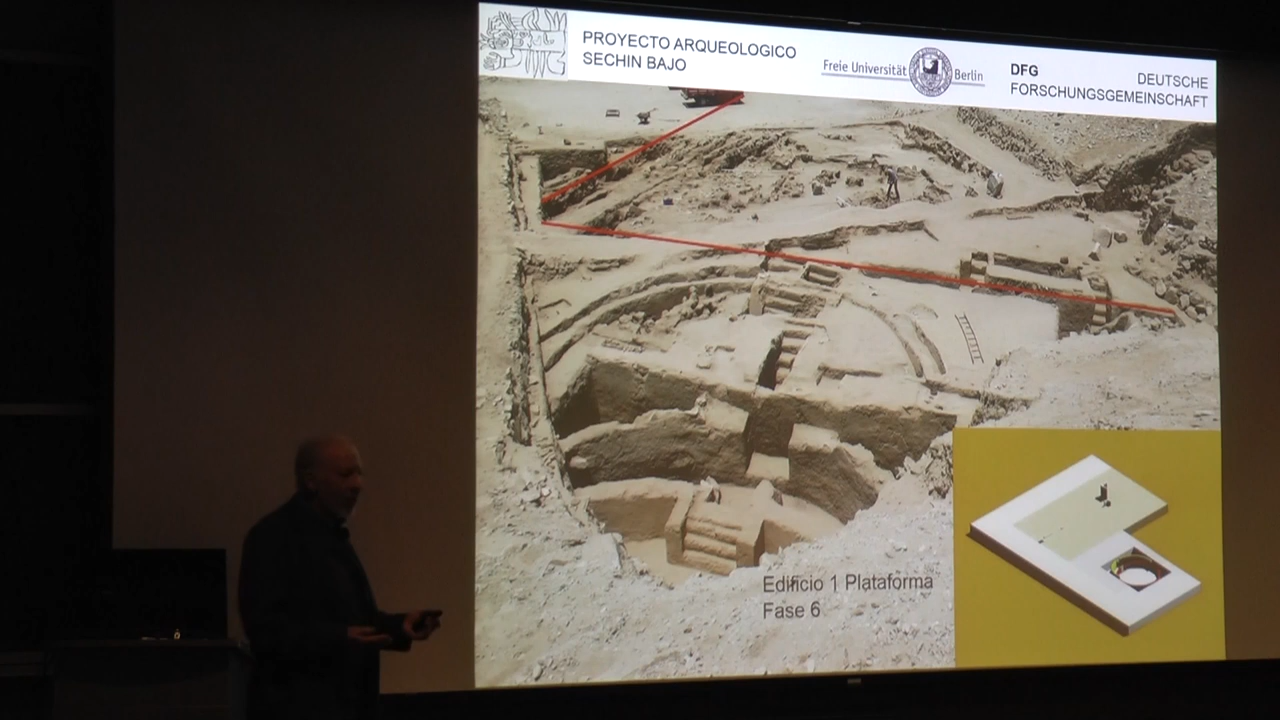 PROYECTO ARQUEOLOGICO
SECHIN BAJO
Freie Universität Berlin
DFG DEUTSCHE
FORSCHUNGSGEMEINSCHAFT
Edificio 1 Plataforma
Fase 6